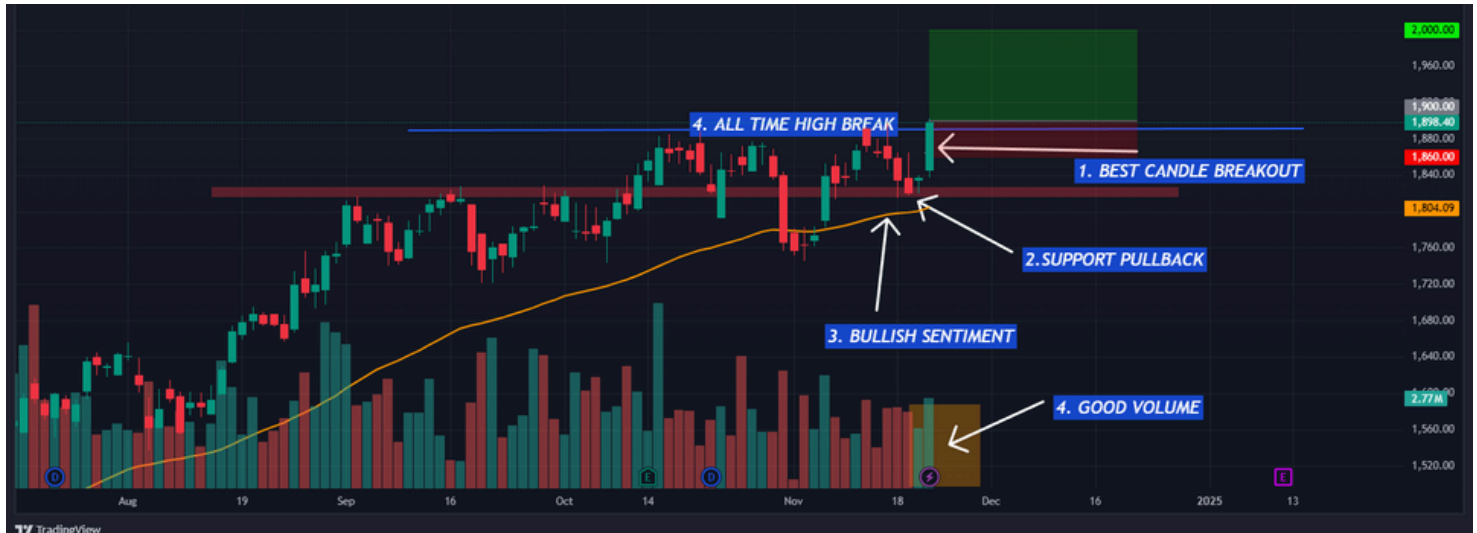 2,000.00
1,960.00
1,900.00
4. ALL TIME HIGH BREAK
1,898.40
1,880.00
1,860.00
1. BEST CANDLE BREAKOUT
1,840.00
1,804.09
2.SUPPORT PULLBACK
1,760.00
1,720.00
3. BULLISH SENTIMENT
1,680.00
1,640.00
2.77M
4. GOOD VOLUME
1,560.00
1,520.00
D E D E
Aug 19 Sep 16 Oct 14 Nov 18 Dec 16 2025 13
TradingView